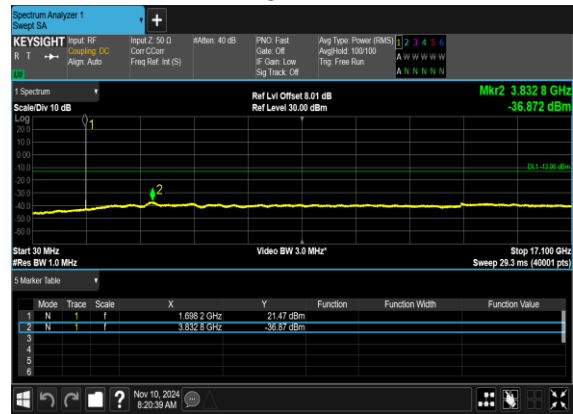 Spectrum Analyzer 1
Swept SA
KEYSIGHT Input: RF Input Z: 50 Ω #Atten: 40 dB PNO: Fast Avg Type: Power (RMS) 1 2 3 4 5 6
R T Coupling: DC Corr CCorr Gate: Off Avg|Hold: 100/100 A W W W W W
Align: Auto Freq Ref: Int (S) IF Gain: Low Trig: Free Run
LXI Sig Track: Off A N N N N N
1 Spectrum Ref Lvl Offset 8.01 dB Mkr2 3.832 8 GHz
Scale/Div 10 dB Ref Level 30.00 dBm -36.872 dBm
Log
1
20.0
10.0
0.00
-10.0
DL1 -13.00 dBm
-20.0
-30.0
2
-40.0
-50.0
-60.0
Start 30 MHz Video BW 3.0 MHz* Stop 17.100 GHz
#Res BW 1.0 MHz Sweep 29.3 ms (40001 pts)
5 Marker Table
Mode Trace Scale X Y Function Function Width Function Value
1 N 1 f 1.698 2 GHz 21.47 dBm
2 N 1 f 3.832 8 GHz -36.87 dBm
3
4
5
6
? Nov 10, 2024
8:20:39 AM